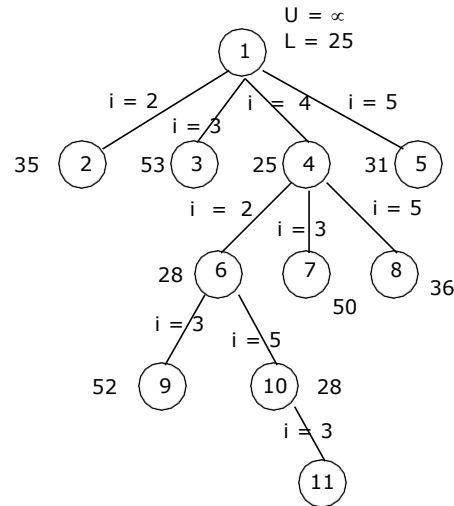 U = ∝
L = 25
1
i = 2
i = 3
i = 4
i = 5
35
2
53
3
25
4
31
5
i = 2
i = 3
i = 5
28
6
7
50
8
36
i = 3
i = 5
52
9
10
28
i = 3
11